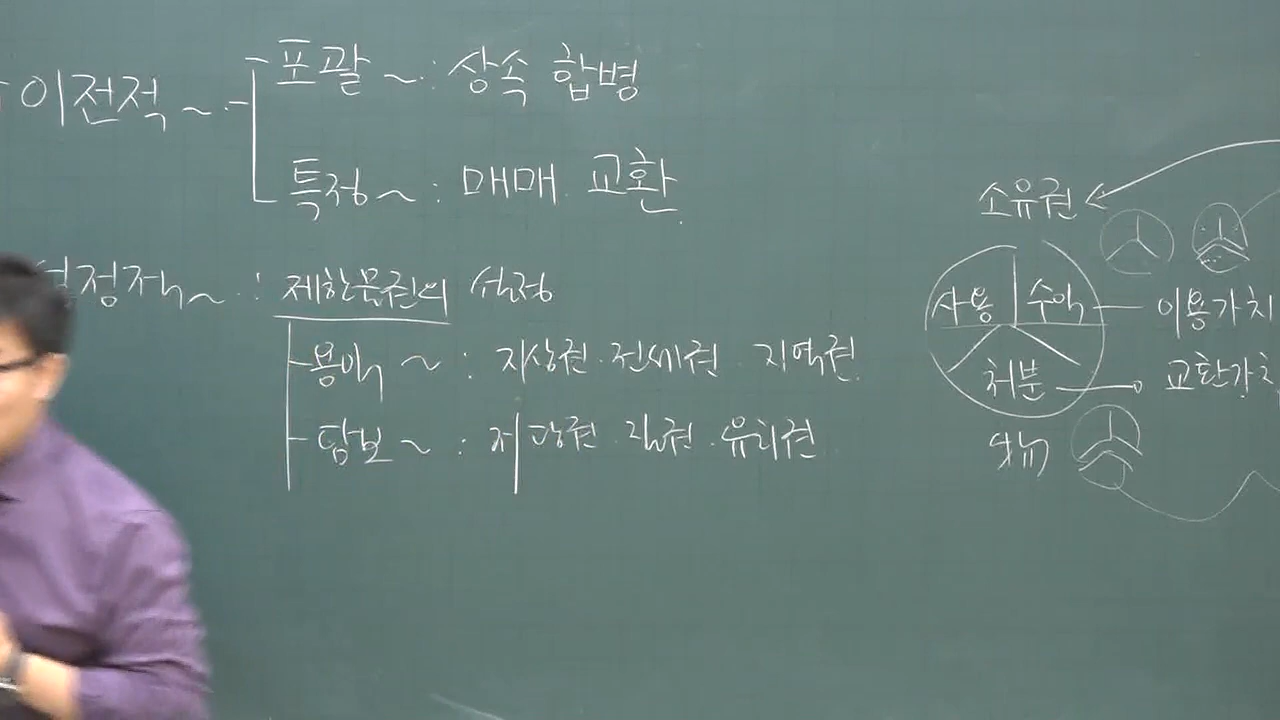 이전적 ~
포괄 ~ : 상속 합병
특정 ~ : 매매 · 교환
설정적 ~ : 제한물권의 설정
용익 ~ : 지상권 · 전세권 · 지역권
담보 ~ : 저당권 · 질권 · 유치권
소유권
사용 수익 이용가치
처분 교환가치